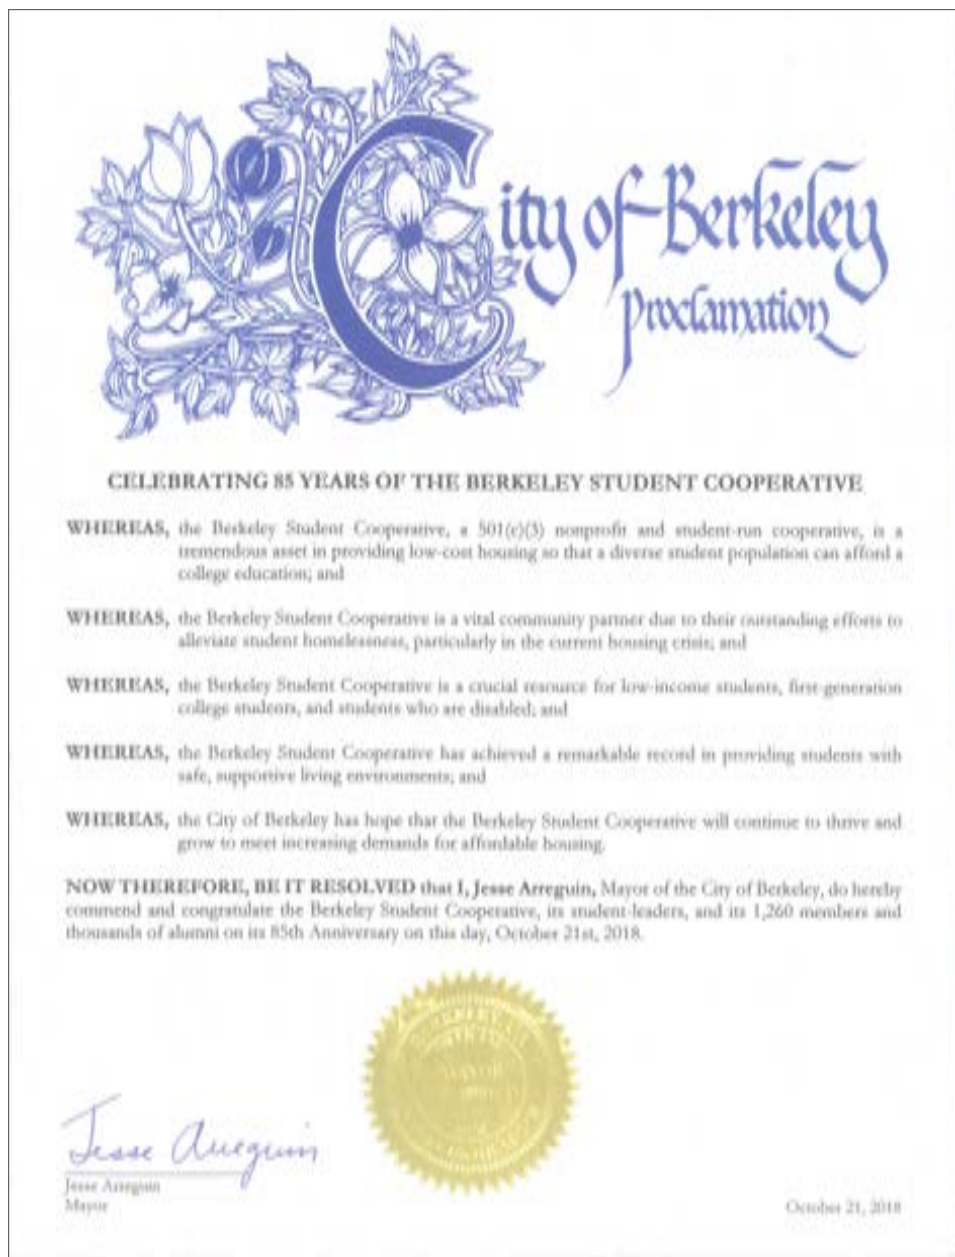 City of Berkeley
Proclamation
CELEBRATING 85 YEARS OF THE BERKELEY STUDENT COOPERATIVE
WHEREAS, the Berkeley Student Cooperative, a 501(c)(3) nonprofit and student-run cooperative, is a
tremendous asset in providing low-cost housing so that a diverse student population can afford a
college education; and
WHEREAS, the Berkeley Student Cooperative is a vital community partner due to their outstanding efforts to
alleviate student homelessness, particularly in the current housing crisis; and
WHEREAS, the Berkeley Student Cooperative is a crucial resource for low-income students, first-generation
college students, and students who are disabled; and
WHEREAS, the Berkeley Student Cooperative has achieved a remarkable record in providing students with
safe, supportive living environments; and
WHEREAS, the City of Berkeley has hope that the Berkeley Student Cooperative will continue to thrive and
grow to meet increasing demands for affordable housing.
NOW THEREFORE, BE IT RESOLVED that I, Jesse Arreguin, Mayor of the City of Berkeley, do hereby
commend and congratulate the Berkeley Student Cooperative, its student-leaders, and its 1,260 members and
thousands of alumni on its 85th Anniversary on this day, October 21st, 2018.
MAYOR
Jesse Arreguin
Jesse Arreguin
Mayor
October 21, 2018